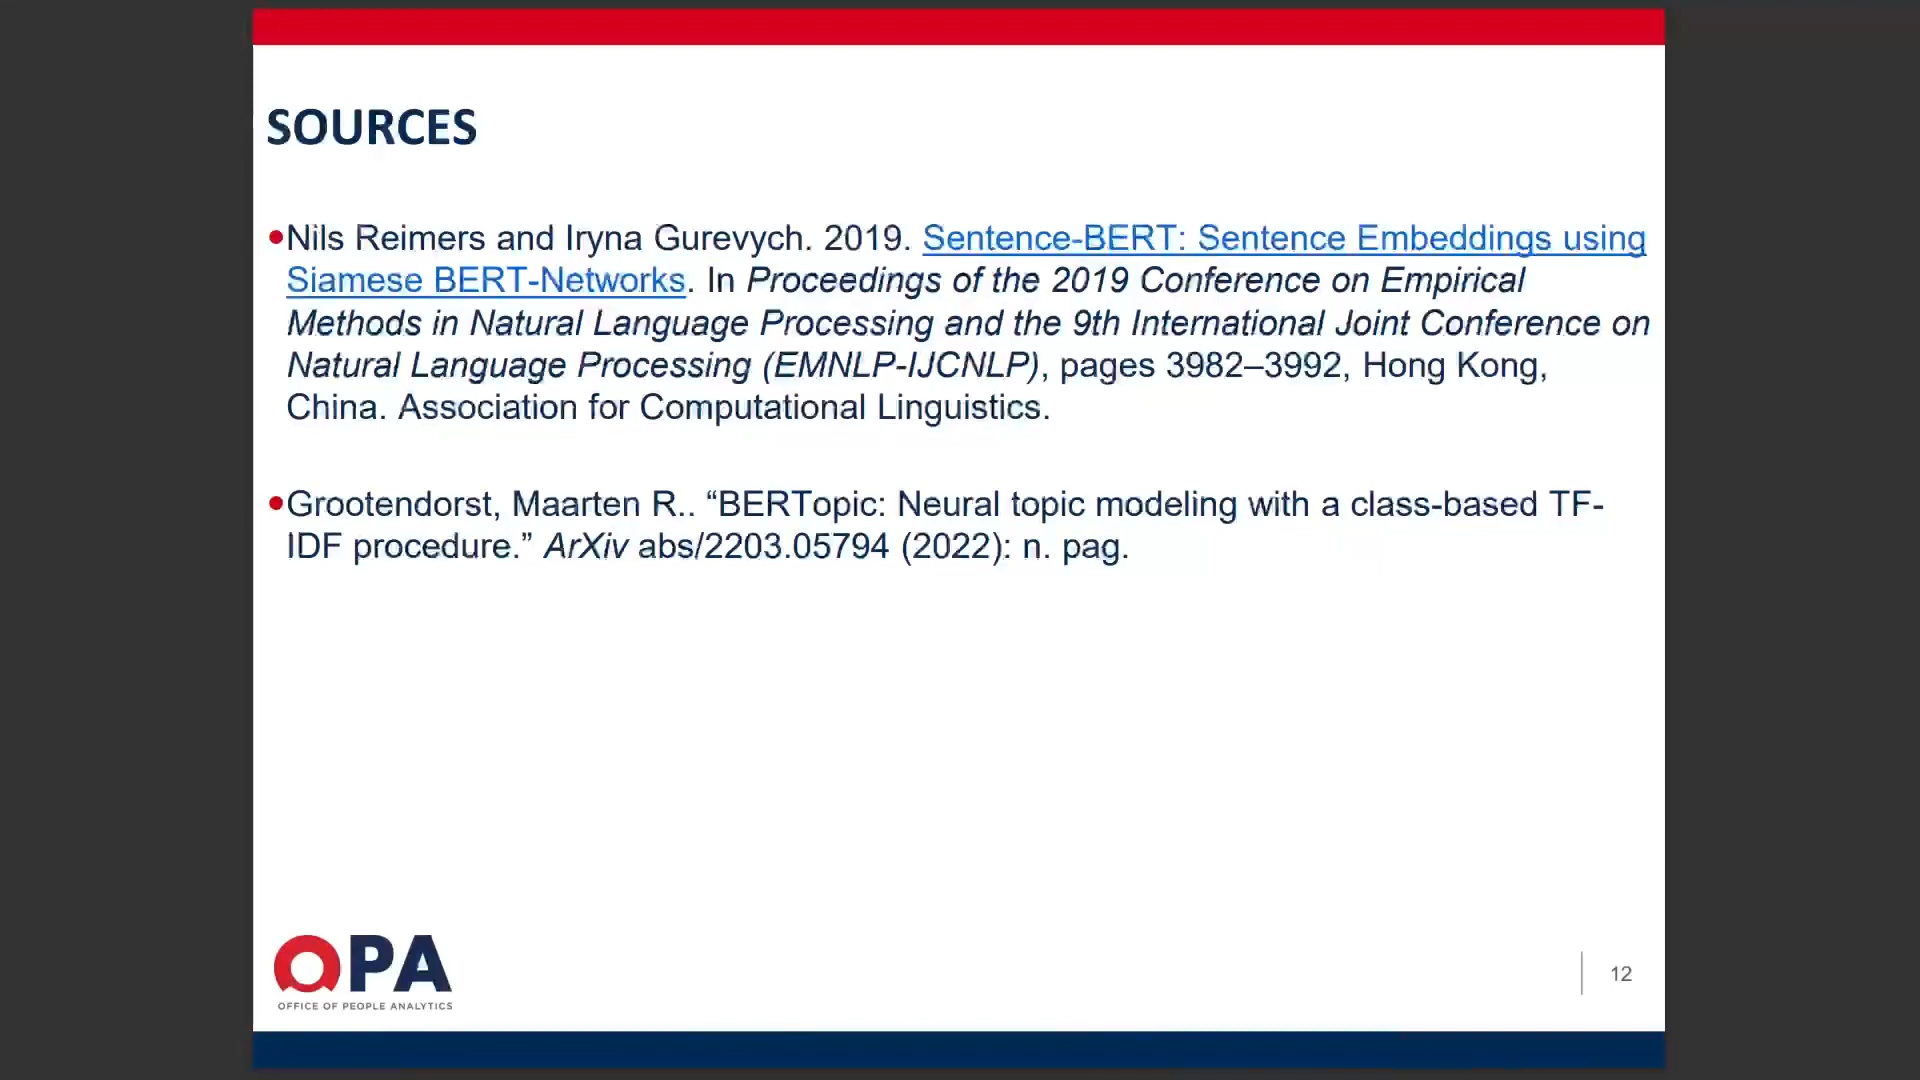 SOURCES
•Nils Reimers and Iryna Gurevych. 2019. Sentence-BERT: Sentence Embeddings using
Siamese BERT-Networks. In Proceedings of the 2019 Conference on Empirical
Methods in Natural Language Processing and the 9th International Joint Conference on
Natural Language Processing (EMNLP-IJCNLP), pages 3982–3992, Hong Kong,
China. Association for Computational Linguistics.
•Grootendorst, Maarten R.. “BERTopic: Neural topic modeling with a class-based TF-
IDF procedure.” ArXiv abs/2203.05794 (2022): n. pag.
OPA
OFFICE OF PEOPLE ANALYTICS
12